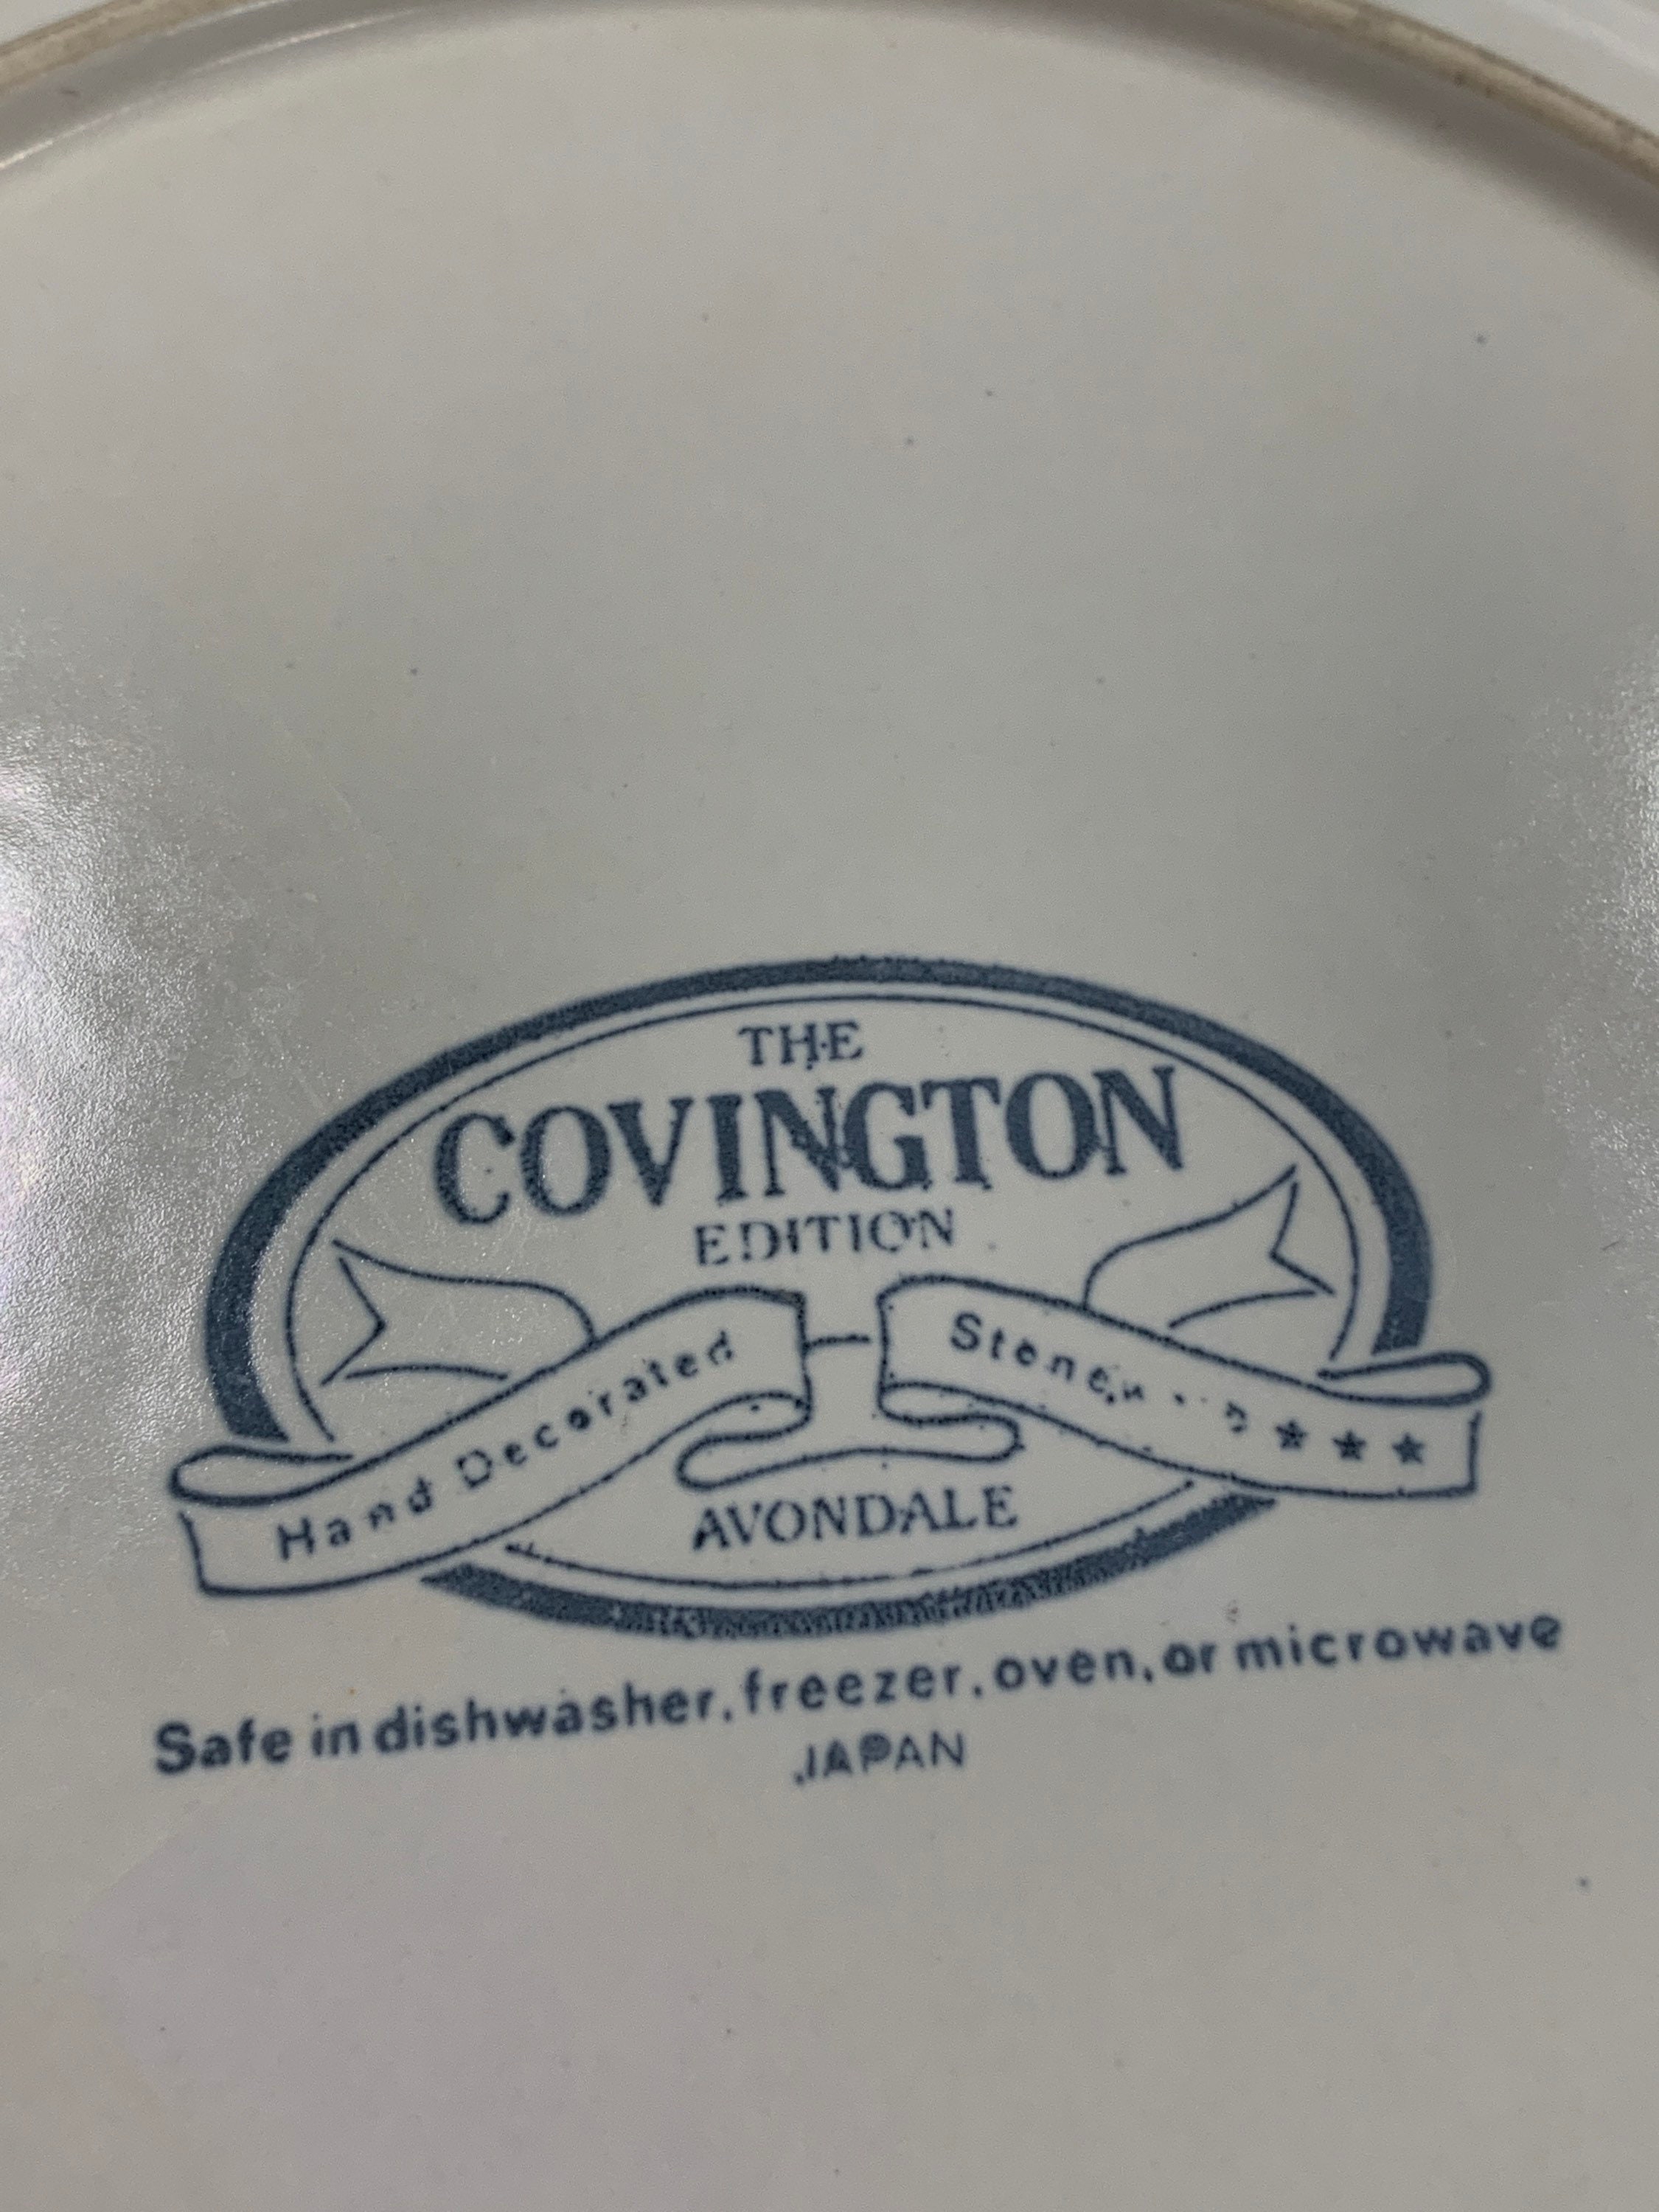 THE
COVINGTON
EDITION
Hand Decorated
★ ★ ★
AVONDALE
Safe in dishwasher, freezer, oven, or microwave
JAPAN